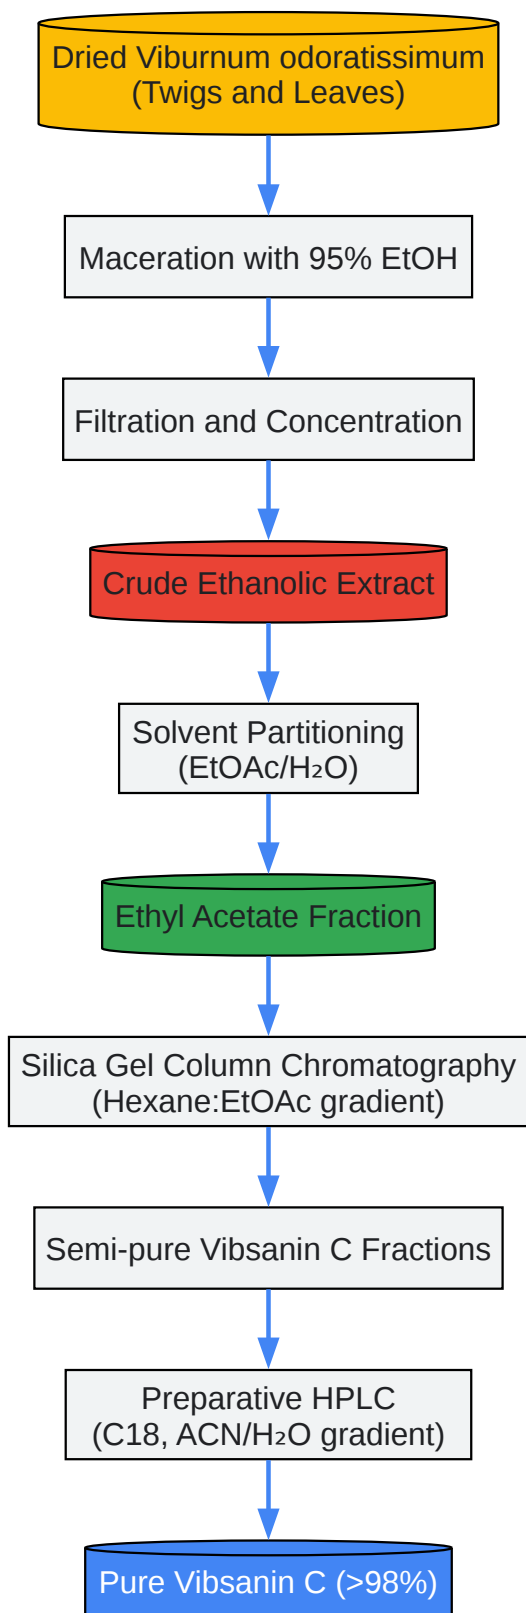 Dried Viburnum odoratissimum
(Twigs and Leaves)
Maceration with 95% EtOH
Filtration and Concentration
Crude Ethanolic Extract
Solvent Partitioning
(EtOAc/H₂O)
Ethyl Acetate Fraction
Silica Gel Column Chromatography
(Hexane:EtOAc gradient)
Semi-pure Vibsanin C Fractions
Preparative HPLC
(C18, ACN/H₂O gradient)
Pure Vibsanin C (>98%)